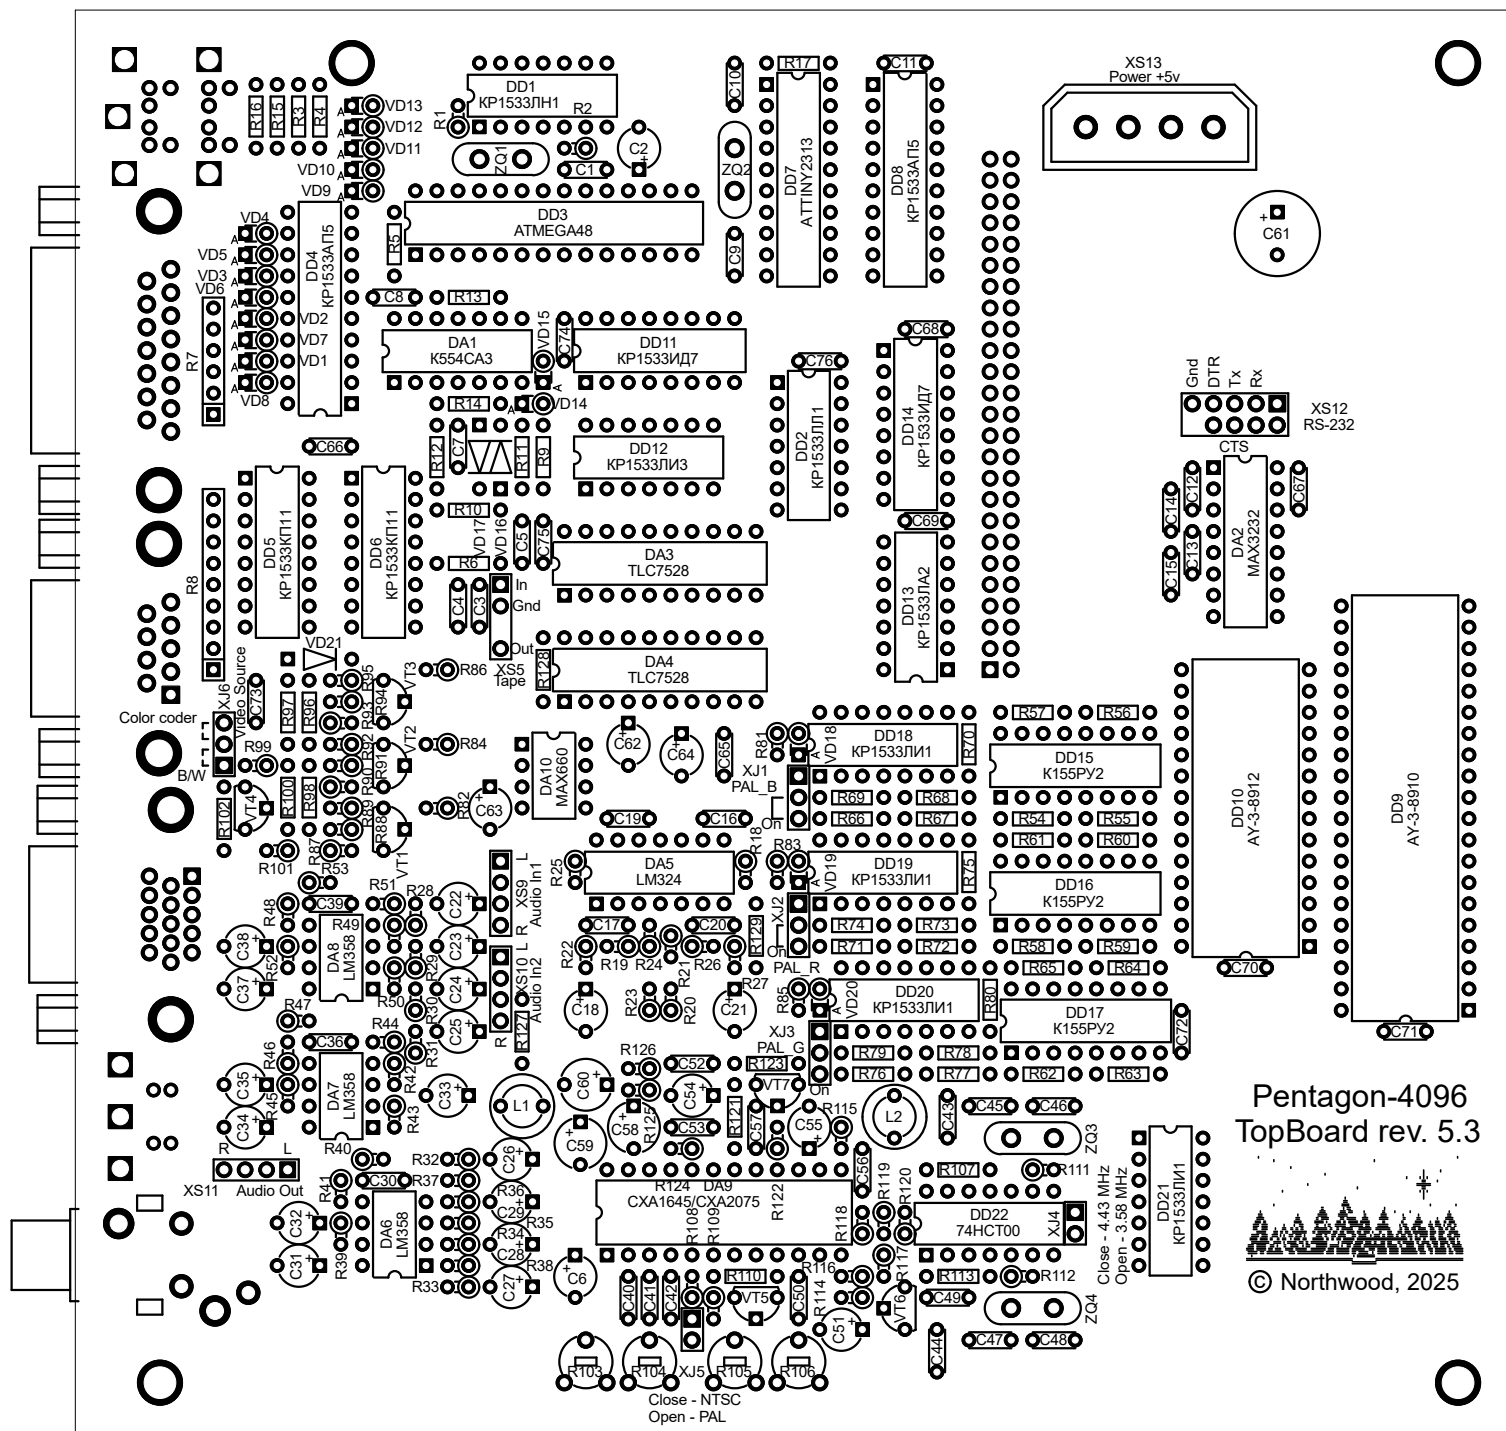 XS13
Power +5v
C10
R17
C11
DD1
КР1533ЛН1
R2
R1
R16
R15
R3
R4
VD13
VD12
VD11
VD10
VD9
A
A
A
A
A
ZQ1
C1
C2
+
ZQ2
DD7
ATTINY2313
DD8
КР1533АП5
DD3
ATMEGA48
R5
C9
+
C61
VD4
VD5
VD3
VD6
VD2
VD7
VD1
VD8
A
A
A
A
A
A
A
A
DD4
КР1533АП5
C8
R13
R7
DA1
К554СА3
VD15
C74
DD11
КР1533ИД7
C68
C76
R14
VD14
A
A
DD14
КР1533ИД7
DD2
КР1533ЛЛ1
Gnd
DTR
Tx
Rx
XS12
RS-232
CTS
C66
R12
C7
R11
R9
DD12
КР1533ЛИ3
DD5
КР1533КП11
DD6
КР1533КП11
R10
VD17
VD16
C5
C75
C69
C14
C12
C67
DA2
MAX3232
C15
C13
R8
R6
DA3
TLC7528
DD13
КР1533ЛА2
C4
C3
In
Gnd
Out
XS5
Tape
VD21
R128
DA4
TLC7528
XJ6
Video Source
Color coder
B/W
C73
R97
R96
R95
R94
R93
VT3
R86
R99
R92
R91
R90
VT2
R84
R100
R98
R89
R88
VT1
R82
C63
+
R102
VT4
R101
R87
R53
DA10
MAX660
+
C62
+
C64
C65
R81
VD18
A
DD18
КР1533ЛИ1
R70
XJ1
PAL_B
On
R69
R68
R66
R67
R57
R56
DD15
К155РУ2
R54
R55
R61
R60
DD10
AY-3-8912
DD9
AY-3-8910
C19
C16
R18
R25
DA5
LM324
R83
VD19
A
DD19
КР1533ЛИ1
R75
DD16
К155РУ2
XJ2
On
PAL_R
R74
R73
R71
R72
R58
R59
R65
R64
C70
L
XS9
Audio In1
R
L
XS10
Audio In2
R
R48
C39
R51
R28
C22
R49
C38
C23
R52
DA8
LM358
R29
C37
R50
C24
R47
R30
C25
R44
R31
R127
R22
C17
R19
R24
R21
C20
R26
R129
R27
+
C18
R23
R20
+
C21
R85
VD20
DD20
КР1533ЛИ1
R80
DD17
К155РУ2
C72
C71
XJ3
PAL_G
On
R79
R78
R76
R77
R62
R63
R46
C36
C35
R45
DA7
LM358
R42
R43
C34
C33
L1
C60
R126
C52
R123
VT7
C54
R125
C58
C53
R121
C57
C55
R115
L2
C43
C45
C46
ZQ3
C59
Pentagon-4096
TopBoard rev. 5.3
R
L
XS11
Audio Out
R40
R32
C26
R37
R41
C30
R36
C29
R35
C32
DA6
LM358
R34
C28
C31
R39
R33
C27
R38
R124
DA9
CXA1645/CXA2075
R122
R108
R109
R118
C56
R119
R120
R107
R111
DD22
74HCT00
XJ4
Close - 4.43 MHz
Open - 3.58 MHz
DD21
КР1533ЛИ1
© Northwood, 2025
C6
+
C40
C41
C42
R110
VT5
C50
R116
R114
C51
R117
VT6
R113
R112
C49
ZQ4
C44
C47
C48
R103
R104
XJ5
R105
R106
Close - NTSC
Open - PAL